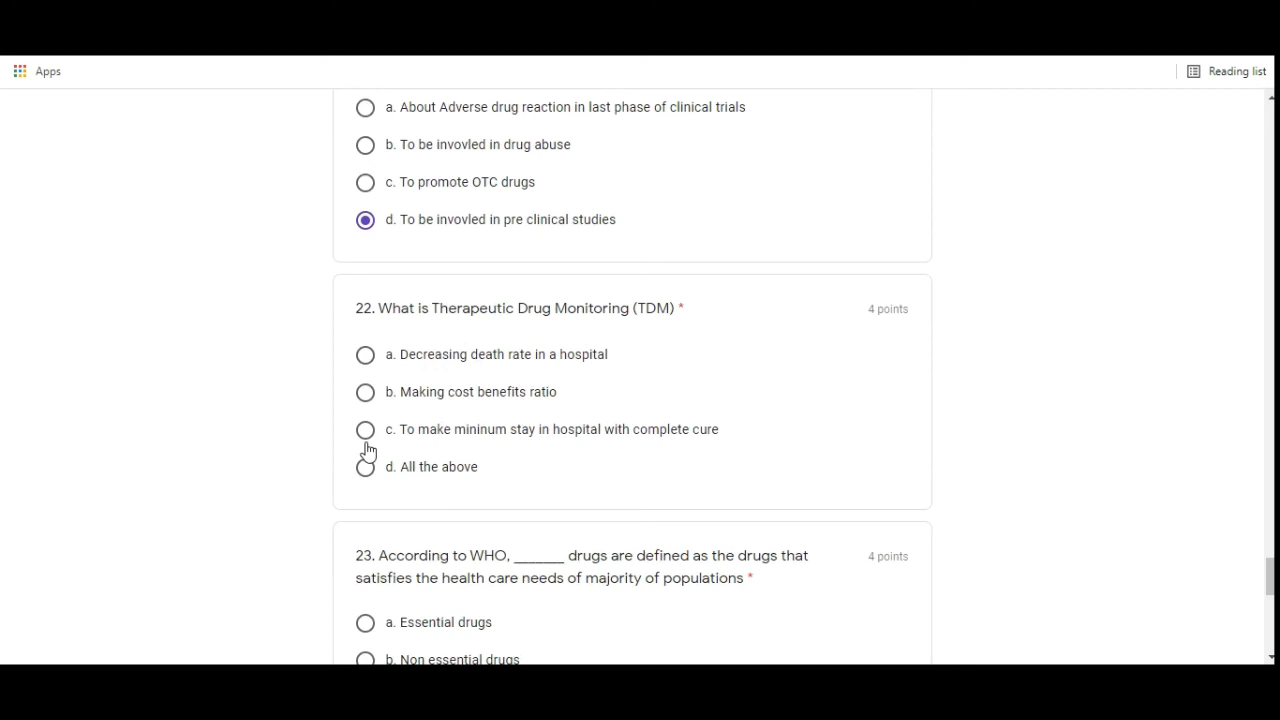 Apps
Reading list
a. About Adverse drug reaction in last phase of clinical trials
b. To be invovled in drug abuse
c. To promote OTC drugs
d. To be invovled in pre clinical studies
22. What is Therapeutic Drug Monitoring (TDM) *
4 points
a. Decreasing death rate in a hospital
b. Making cost benefits ratio
c. To make mininum stay in hospital with complete cure
d. All the above
23. According to WHO, _______ drugs are defined as the drugs that
4 points
satisfies the health care needs of majority of populations *
a. Essential drugs
b. Non essential drugs